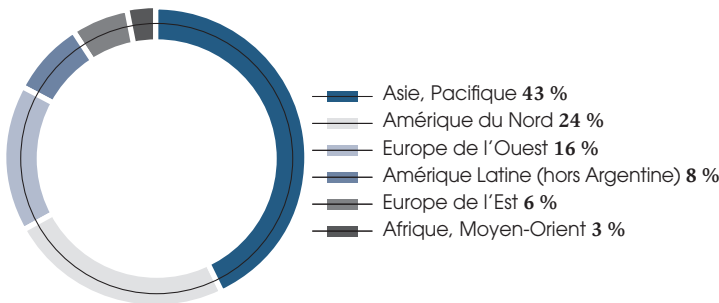 Asie, Pacifique 43 %
Amérique du Nord 24 %
Europe de l'Ouest 16 %
Amérique Latine (hors Argentine) 8 %
Europe de l'Est 6 %
Afrique, Moyen-Orient 3 %